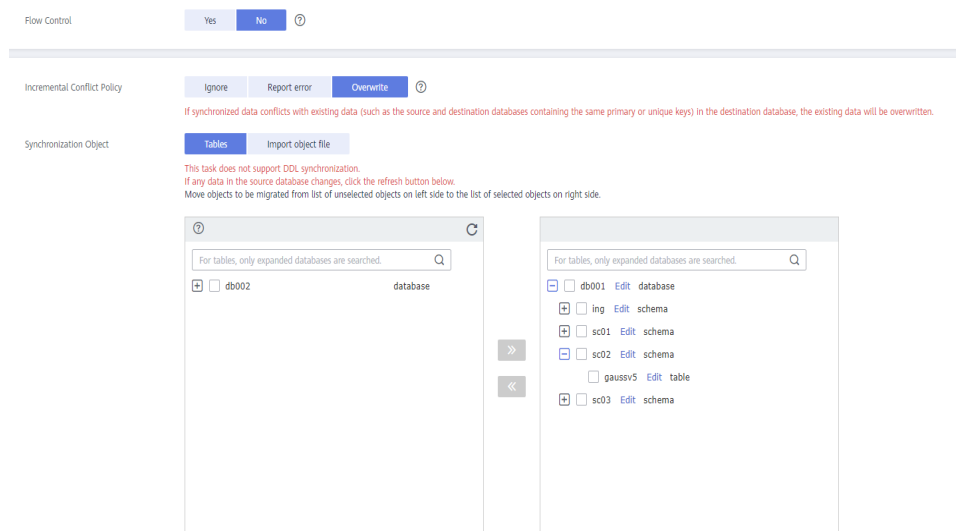 Flow Control Yes No ?
Incremental Conflict Policy Ignore Report error Overwrite ?
If synchronized data conflicts with existing data (such as the source and destination databases containing the same primary or unique keys) in the destination database, the existing data will be overwritten.
Synchronization Object Tables Import object file
This task does not support DDL synchronization.
If any data in the source database changes, click the refresh button below.
Move objects to be migrated from list of unselected objects on left side to the list of selected objects on right side.
?
For tables, only expanded databases are searched.
db002 database
For tables, only expanded databases are searched.
db001 Edit database
ing Edit schema
sc01 Edit schema
sc02 Edit schema
gaussv5 Edit table
sc03 Edit schema